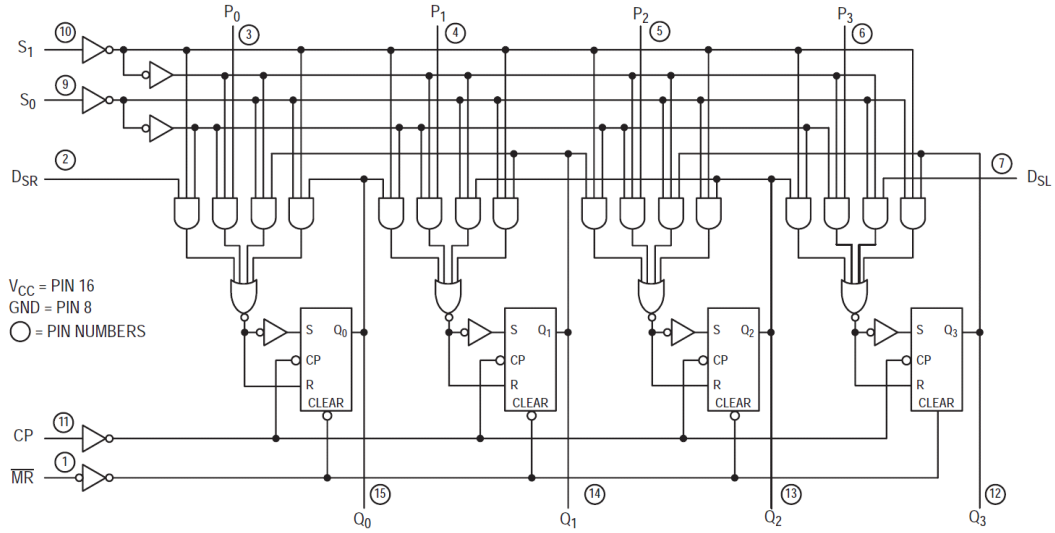 P0 P1 P2 P3
10 3 4 5 6
S1
9
S0
2 7
DSR DSL
VCC = PIN 16
GND = PIN 8
◯ = PIN NUMBERS
S Q0 S Q1 S Q2 S Q3
CP CP CP CP
R R R R
CLEAR CLEAR CLEAR CLEAR
11
CP
1
M̅R̅
15 14 13 12
Q0 Q1 Q2 Q3